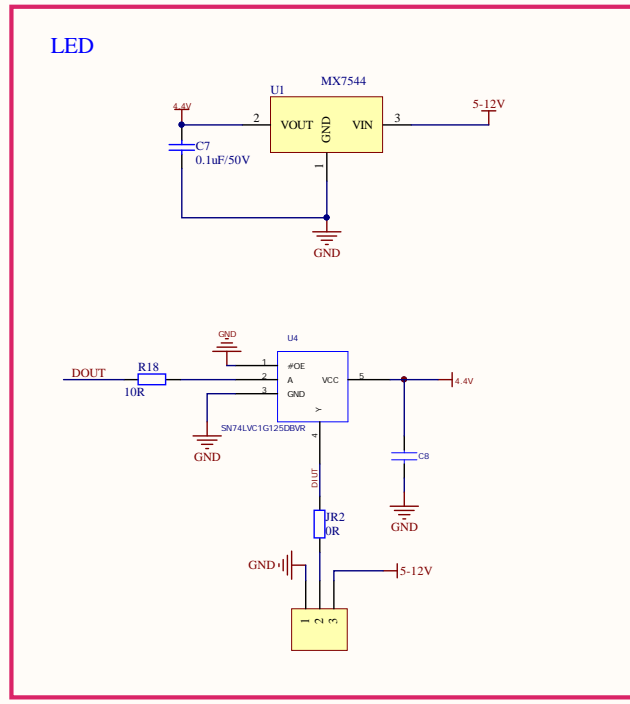 LED
MX7544
U1
4.4V
2
VOUT
GND
VIN
3
5-12V
C7
0.1uF/50V
1
GND
GND
U4
DOUT
R18
10R
1
#OE
2
A
VCC
5
4.4V
3
GND
Y
SN74LVC1G125DBVR
GND
4
C8
DIUT
GND
JR2
0R
GND
5-12V
1
2
3